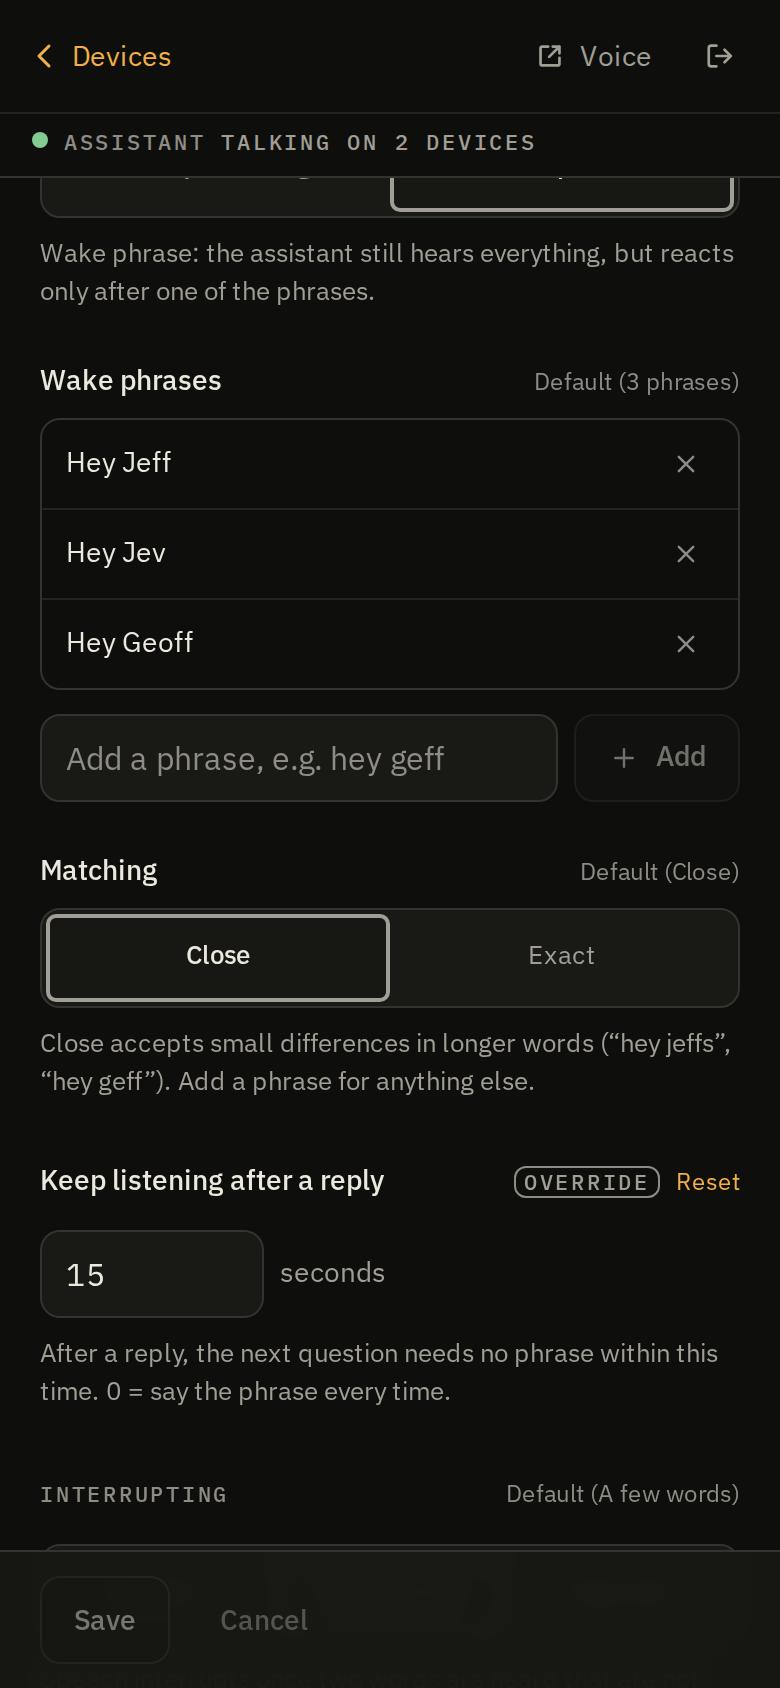 Devices
Voice
ASSISTANT TALKING ON 2 DEVICES
Wake phrase: the assistant still hears everything, but reacts
only after one of the phrases.
Wake phrases
Default (3 phrases)
Hey Jeff
Hey Jev
Hey Geoff
Add a phrase, e.g. hey geff
Add
Matching
Default (Close)
Close
Exact
Close accepts small differences in longer words (“hey jeffs”,
“hey geff”). Add a phrase for anything else.
Keep listening after a reply
OVERRIDE
Reset
15
seconds
After a reply, the next question needs no phrase within this
time. 0 = say the phrase every time.
INTERRUPTING
Default (A few words)
Save
Cancel